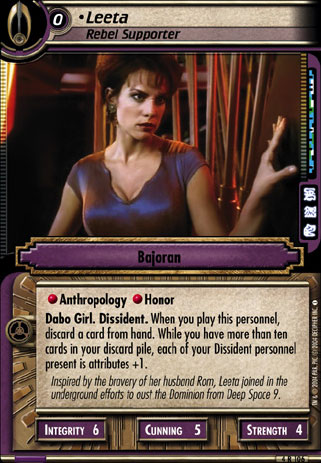 0
•Leeta
Rebel Supporter
Bajoran
Anthropology Honor
Dabo Girl. Dissident. When you play this personnel,
discard a card from hand. While you have more than ten
cards in your discard pile, each of your Dissident personnel
present is attributes +1.
Inspired by the bravery of her husband Rom, Leeta joined in the
underground efforts to oust the Dominion from Deep Space 9.
INTEGRITY 6 CUNNING 5 STRENGTH 4
4 R 106